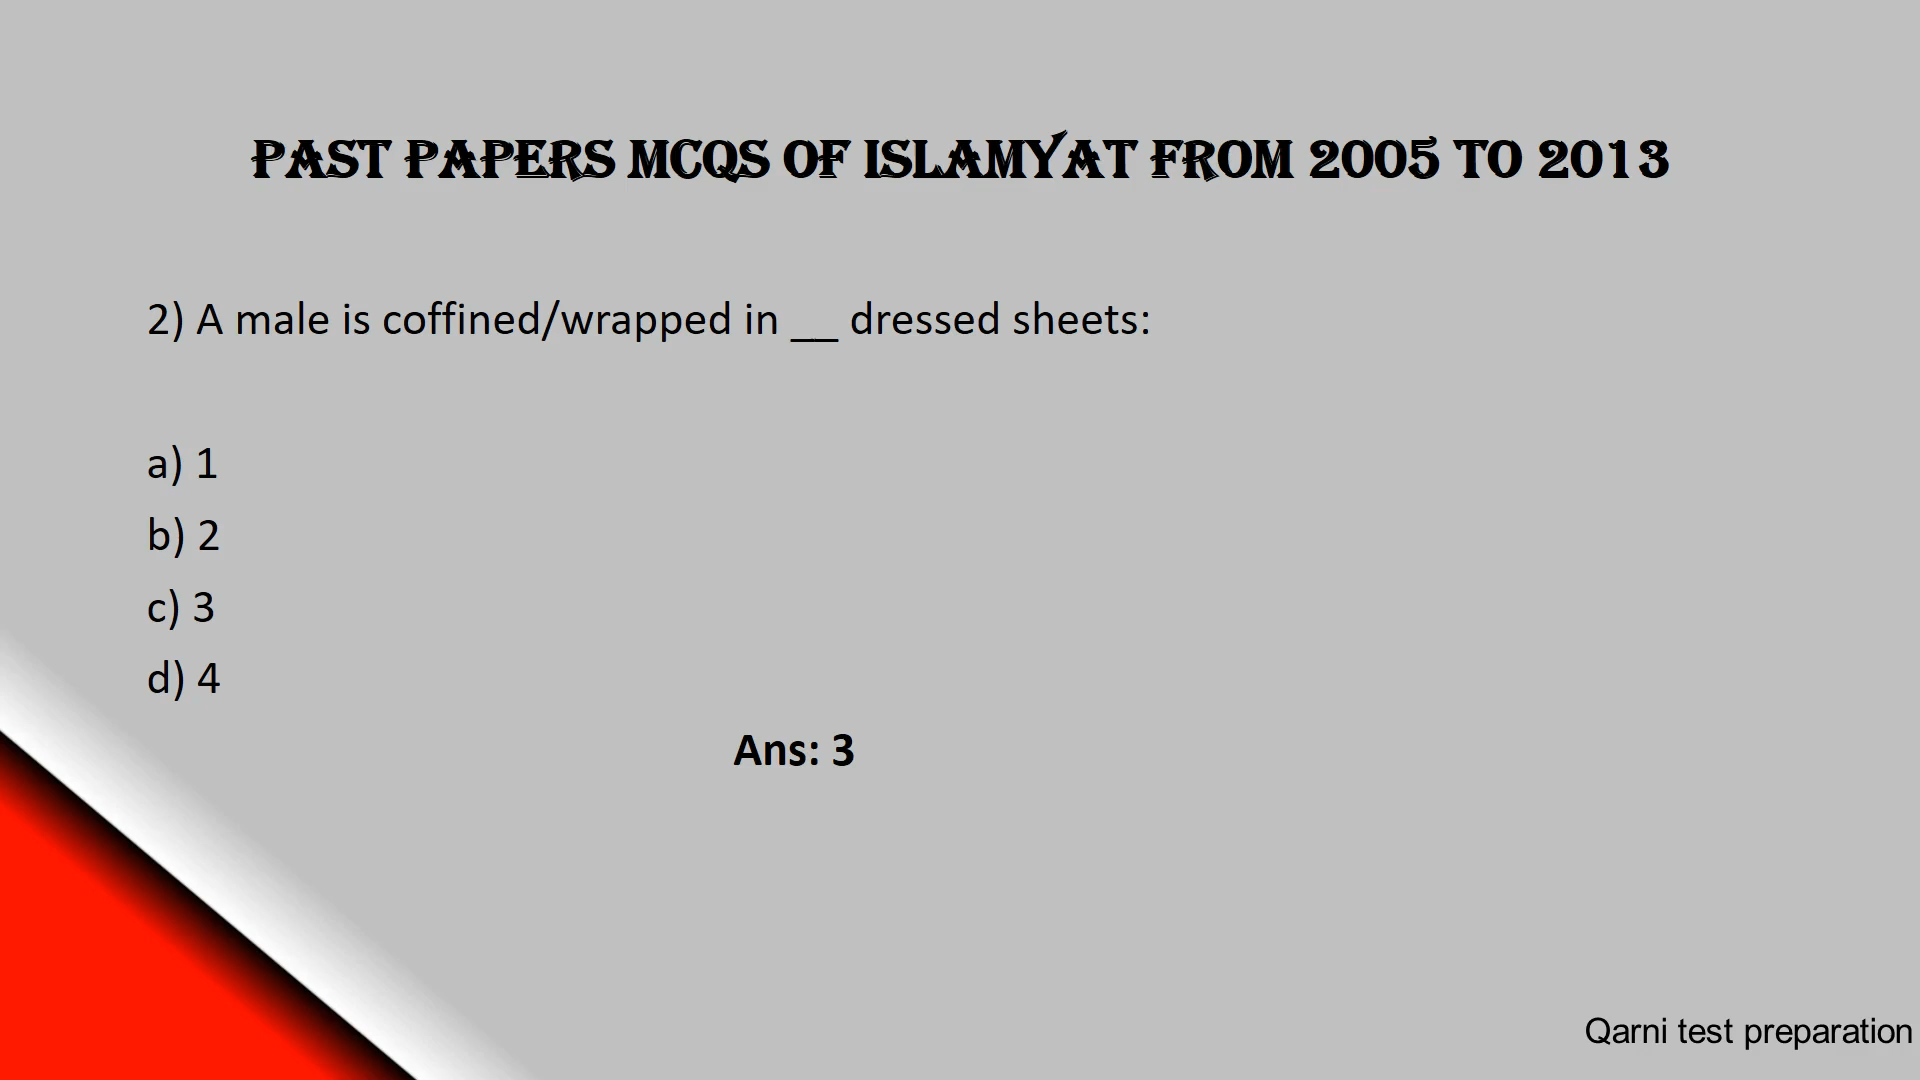 PAST PAPERS MCQS OF ISLAMYAT FROM 2005 TO 2013
2) A male is coffined/wrapped in __ dressed sheets:
a) 1
b) 2
c) 3
d) 4
Ans: 3
Qarni test preparation